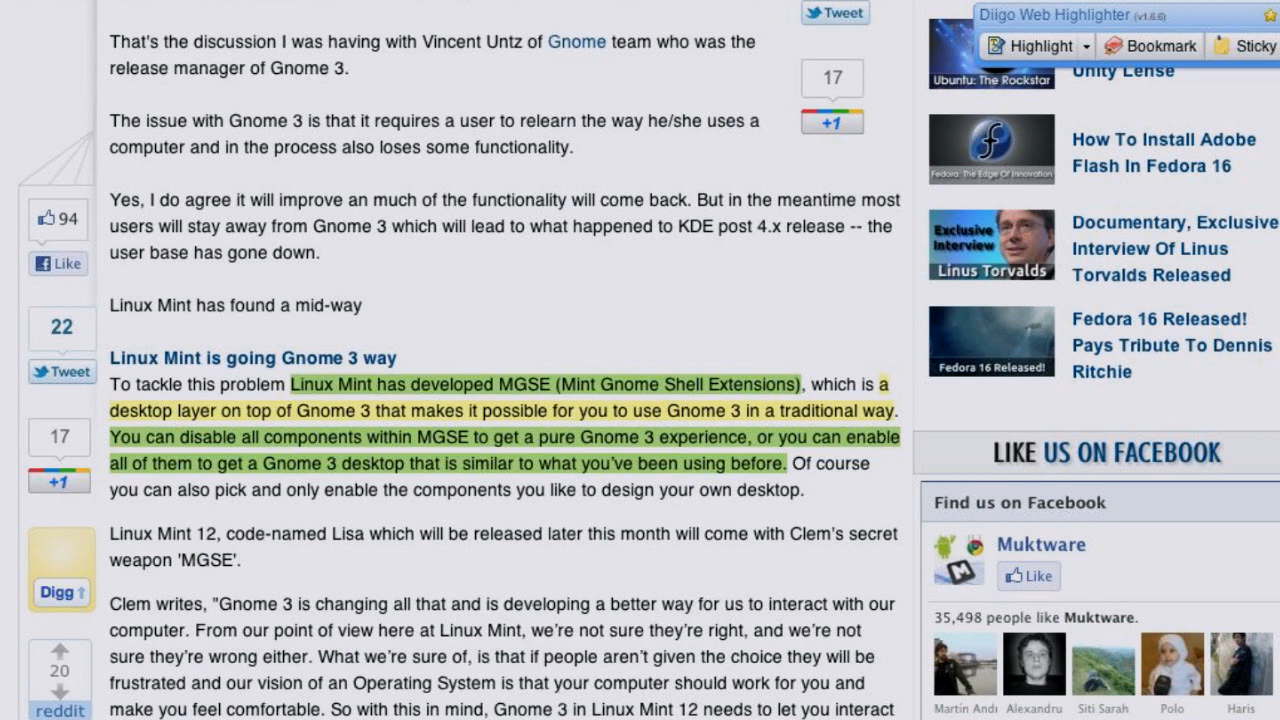 Tweet
17
+1
That's the discussion I was having with Vincent Untz of Gnome team who was the
release manager of Gnome 3.
The issue with Gnome 3 is that it requires a user to relearn the way he/she uses a
computer and in the process also loses some functionality.
Yes, I do agree it will improve an much of the functionality will come back. But in the meantime most
users will stay away from Gnome 3 which will lead to what happened to KDE post 4.x release -- the
user base has gone down.
Linux Mint has found a mid-way
Linux Mint is going Gnome 3 way
To tackle this problem Linux Mint has developed MGSE (Mint Gnome Shell Extensions), which is a
desktop layer on top of Gnome 3 that makes it possible for you to use Gnome 3 in a traditional way.
You can disable all components within MGSE to get a pure Gnome 3 experience, or you can enable
all of them to get a Gnome 3 desktop that is similar to what you've been using before. Of course
you can also pick and only enable the components you like to design your own desktop.
Linux Mint 12, code-named Lisa which will be released later this month will come with Clem's secret
weapon 'MGSE'.
Clem writes, "Gnome 3 is changing all that and is developing a better way for us to interact with our
computer. From our point of view here at Linux Mint, we're not sure they're right, and we're not
sure they're wrong either. What we're sure of, is that if people aren't given the choice they will be
frustrated and our vision of an Operating System is that your computer should work for you and
make you feel comfortable. So with this in mind, Gnome 3 in Linux Mint 12 needs to let you interact
94
Like
22
Tweet
17
+1
Digg
20
reddit
Diigo Web Highlighter (v1.6.6)
Highlight
Bookmark
Sticky
Ubuntu: The Rockstar
Unity Lense
Fedora: The Edge Of Innovation
How To Install Adobe
Flash In Fedora 16
Exclusive
Interview
Linus Torvalds
Documentary, Exclusive
Interview Of Linus
Torvalds Released
Fedora 16 Released!
Fedora 16 Released!
Pays Tribute To Dennis
Ritchie
LIKE US ON FACEBOOK
Find us on Facebook
Muktware
Like
35,498 people like Muktware.
Martin Andr
Alexandru
Siti Sarah
Polo
Haris